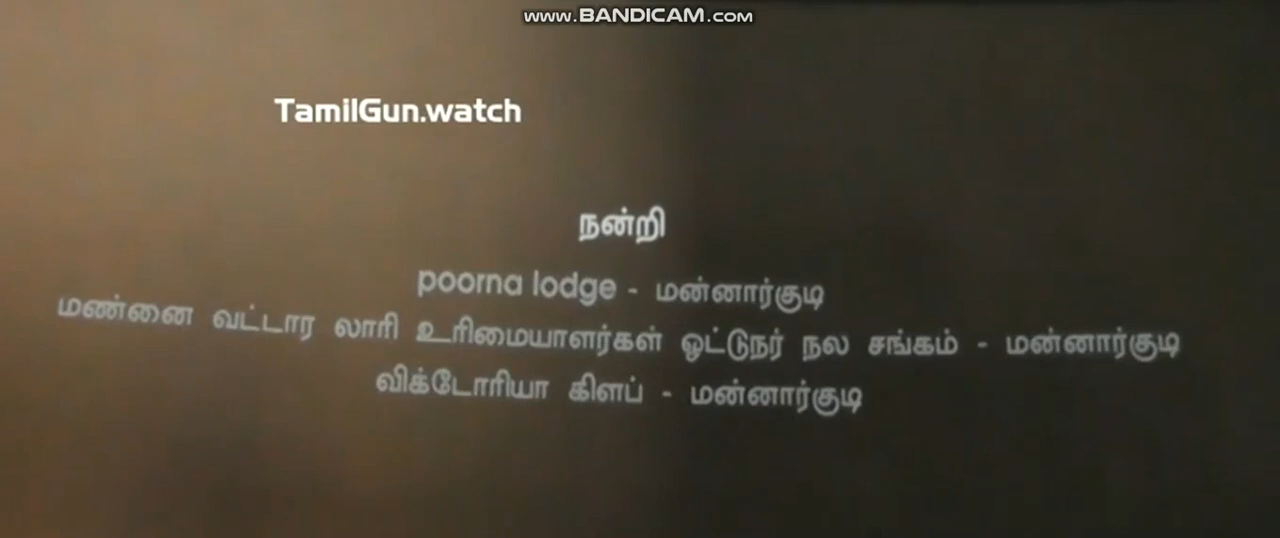 www.BANDICAM.com
TamilGun.watch
நன்றி
poorna lodge - மன்னார்குடி
மண்னை வட்டார லாரி உரிமையாளர்கள் ஓட்டுநர் நல சங்கம் - மன்னார்குடி
விக்டோரியா கிளப் - மன்னார்குடி